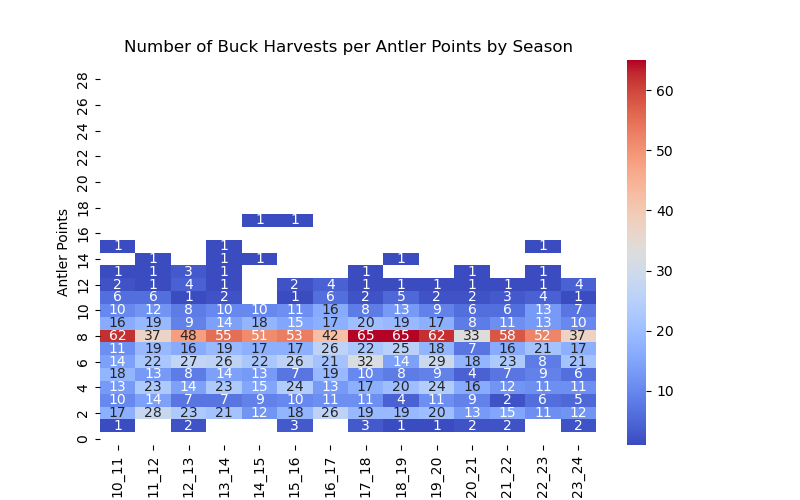 Number of Buck Harvests per Antler Points by Season
28
60
26
24
50
22
20
18
40
1 1
16
1 1 1
14 1 1 1 1
30
1 1 3 1 1 1 1
12 2 1 4 1 2 4 1 1 1 1 1 1 4
6 6 1 2 1 6 2 5 2 2 3 4 1
10 10 12 8 10 10 11 16 8 13 9 6 6 13 7
16 19 9 14 18 15 17 20 19 17 8 11 13 10
20
8 62 37 48 55 51 53 42 65 65 62 33 58 52 37
11 19 16 19 17 17 26 22 25 18 7 16 21 17
6 14 22 27 26 22 26 21 32 14 29 18 23 8 21
18 13 8 14 13 7 19 10 8 9 4 7 9 6
4 13 23 14 23 15 24 13 17 20 24 16 12 11 11
10
10 14 7 7 9 10 11 11 4 11 9 2 6 5
2 17 28 23 21 12 18 26 19 19 20 13 15 11 12
1 2 3 3 1 1 2 2 2
0
Antler Points
10_11 11_12 12_13 13_14 14_15 15_16 16_17 17_18 18_19 19_20 20_21 21_22 22_23 23_24